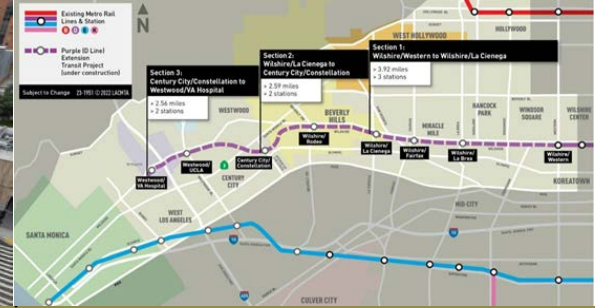 Existing Metro Rail
Lines & Station
B D E K
Purple (D Line)
Extension
Transit Project
(under construction)
Subject to Change 23-1951 ©2022 LACMTA
N
Section 3:
Century City/Constellation to
Westwood/VA Hospital
» 2.56 miles
» 2 stations
Section 2:
Wilshire/La Cienega to
Century City/Constellation
» 2.59 miles
» 2 stations
Section 1:
Wilshire/Western to Wilshire/La Cienega
» 3.92 miles
» 3 stations
HOLLYWOOD
WEST HOLLYWOOD
WESTWOOD
BEVERLY
HILLS
HANCOCK
PARK
WINDSOR
SQUARE
WILSHIRE
CENTER
MIRACLE
MILE
Westwood/
VA Hospital
Westwood/
UCLA
Century City/
Constellation
Wilshire/
Rodeo
Wilshire/
La Cienega
Wilshire/
Fairfax
Wilshire/
La Brea
Wilshire/
Western
CENTURY
CITY
KOREATOWN
WEST
LOS ANGELES
MID-CITY
SANTA MONICA
CULVER CITY
10
10
405